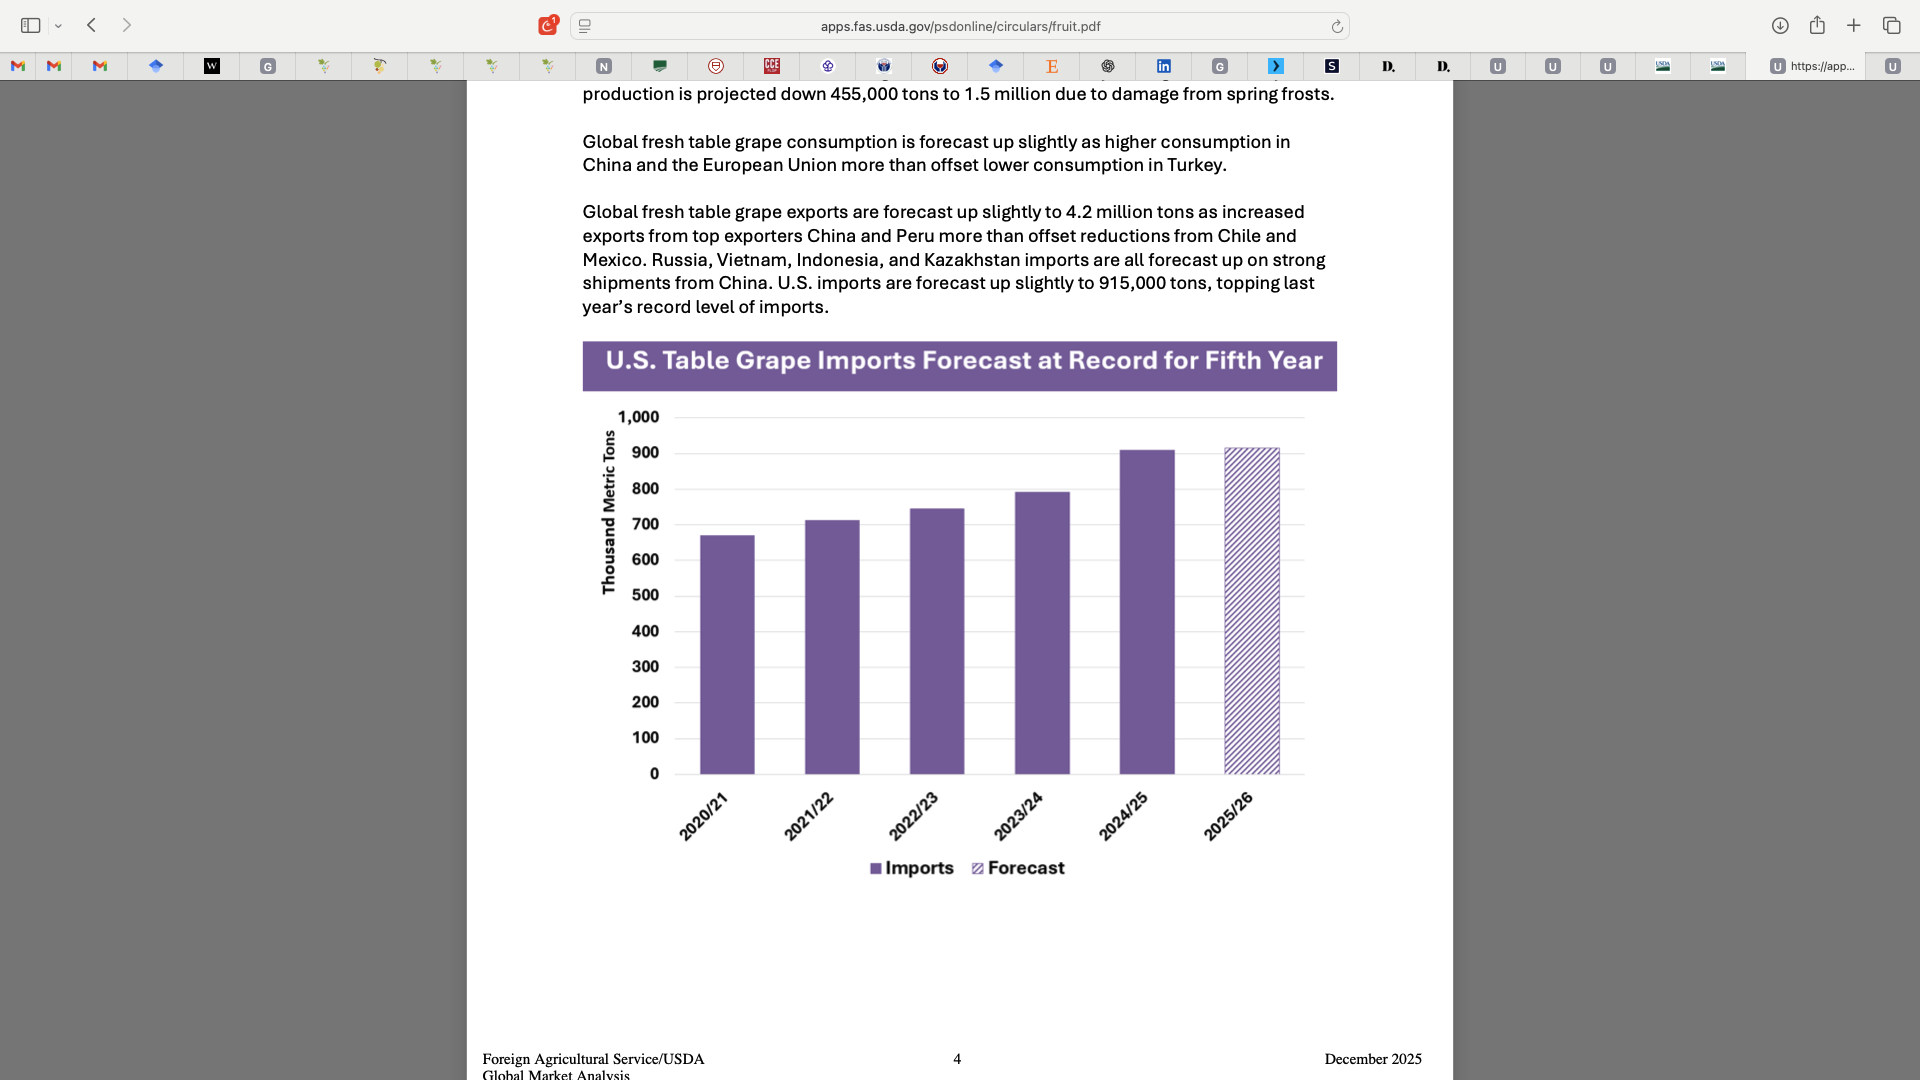 apps.fas.usda.gov/psdonline/circulars/fruit.pdf
1
W
G
N
CCE
E
in
G
S
D.
D.
U
U
U
USDA
USDA
U
https://app...
U
production is projected down 455,000 tons to 1.5 million due to damage from spring frosts.
Global fresh table grape consumption is forecast up slightly as higher consumption in
China and the European Union more than offset lower consumption in Turkey.
Global fresh table grape exports are forecast up slightly to 4.2 million tons as increased
exports from top exporters China and Peru more than offset reductions from Chile and
Mexico. Russia, Vietnam, Indonesia, and Kazakhstan imports are all forecast up on strong
shipments from China. U.S. imports are forecast up slightly to 915,000 tons, topping last
year’s record level of imports.
U.S. Table Grape Imports Forecast at Record for Fifth Year
Thousand Metric Tons
1,000
900
800
700
600
500
400
300
200
100
0
2020/21
2021/22
2022/23
2023/24
2024/25
2025/26
Imports
Forecast
Foreign Agricultural Service/USDA
4
December 2025
Global Market Analysis